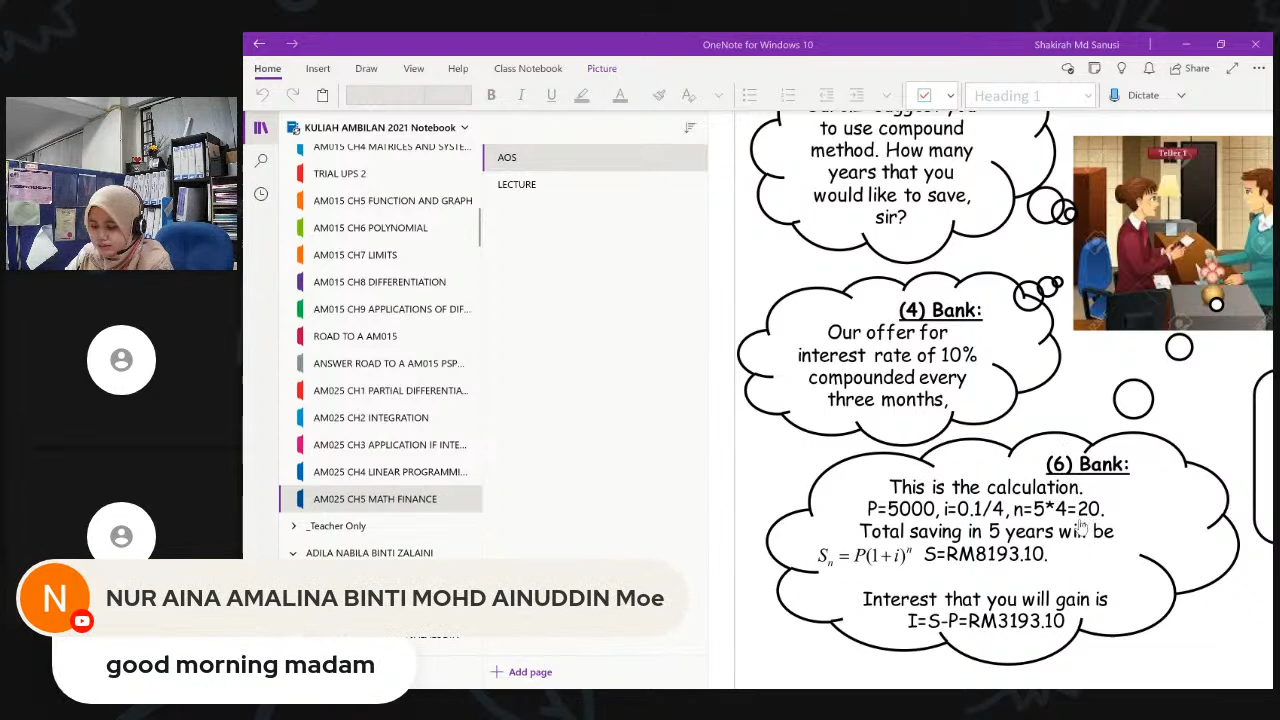 OneNote for Windows 10
Shakirah Md Sanusi
Home Insert Draw View Help Class Notebook Picture
Share
B I U A
Heading 1
Dictate
KULIAH AMBILAN 2021 Notebook
AM015 CH4 MATRICES AND SYSTE...
TRIAL UPS 2
AM015 CH5 FUNCTION AND GRAPH
AM015 CH6 POLYNOMIAL
AM015 CH7 LIMITS
AM015 CH8 DIFFERENTIATION
AM015 CH9 APPLICATIONS OF DIF...
ROAD TO A AM015
ANSWER ROAD TO A AM015 PSP...
AM025 CH1 PARTIAL DIFFERENTIA...
AM025 CH2 INTEGRATION
AM025 CH3 APPLICATION IF INTE...
AM025 CH4 LINEAR PROGRAMMI...
AM025 CH5 MATH FINANCE
_Teacher Only
ADILA NABILA BINTI ZALAINI
AOS
LECTURE
Add page
to use compound
method. How many
years that you
would like to save,
sir?
Teller 1
(4) Bank:
Our offer for
interest rate of 10%
compounded every
three months,
(6) Bank:
This is the calculation.
P=5000, i=0.1/4, n=5*4=20.
Total saving in 5 years will be
Sₙ = P(1+i)ⁿ S=RM8193.10.
Interest that you will gain is
I=S-P=RM3193.10
N
NUR AINA AMALINA BINTI MOHD AINUDDIN Moe
good morning madam